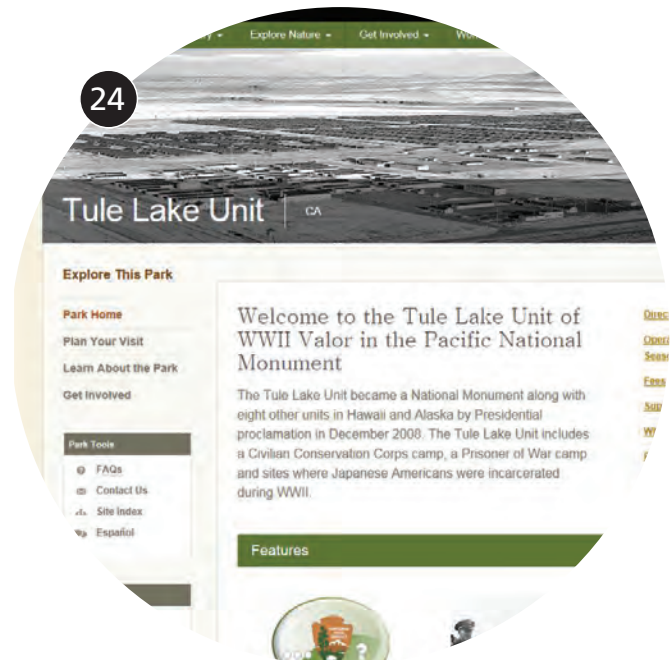 Explore Nature Get Involved
24
Tule Lake Unit CA
Explore This Park
Park Home
Plan Your Visit
Learn About the Park
Get Involved
Park Tools
FAQs
Contact Us
Site Index
Español
Welcome to the Tule Lake Unit of
WWII Valor in the Pacific National
Monument
The Tule Lake Unit became a National Monument along with
eight other units in Hawaii and Alaska by Presidential
proclamation in December 2008. The Tule Lake Unit includes
a Civilian Conservation Corps camp, a Prisoner of War camp
and sites where Japanese Americans were incarcerated
during WWII.
Features
Fees